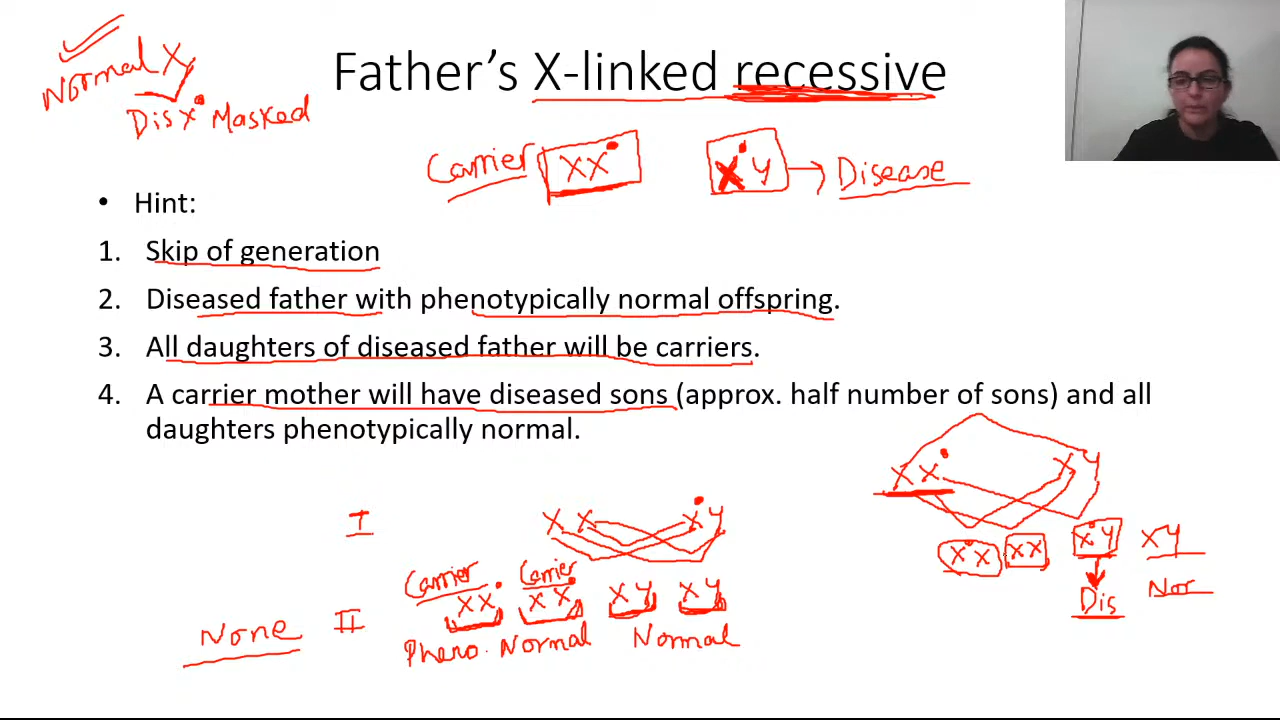 Normal X
Dis X Masked
Father's X-linked recessive
Carrier XX XY → Disease
• Hint:
1. Skip of generation
2. Diseased father with phenotypically normal offspring.
3. All daughters of diseased father will be carriers.
4. A carrier mother will have diseased sons (approx. half number of sons) and all
daughters phenotypically normal.
XX XY
XX XX XY XY
Dis Nor
I XX XY
Carrier Carrier
None II XX XX XY XY
Pheno. Normal Normal